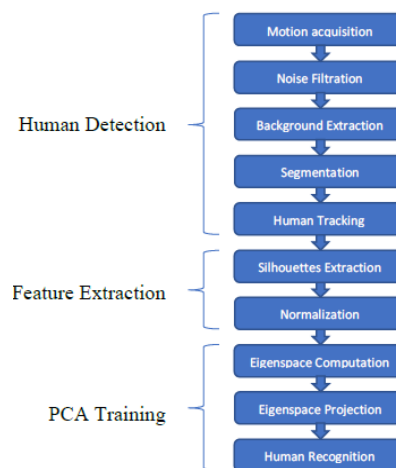 Motion acquisition
Noise Filtration
Human Detection
Background Extraction
Segmentation
Human Tracking
Silhouettes Extraction
Feature Extraction
Normalization
Eigenspace Computation
PCA Training
Eigenspace Projection
Human Recognition